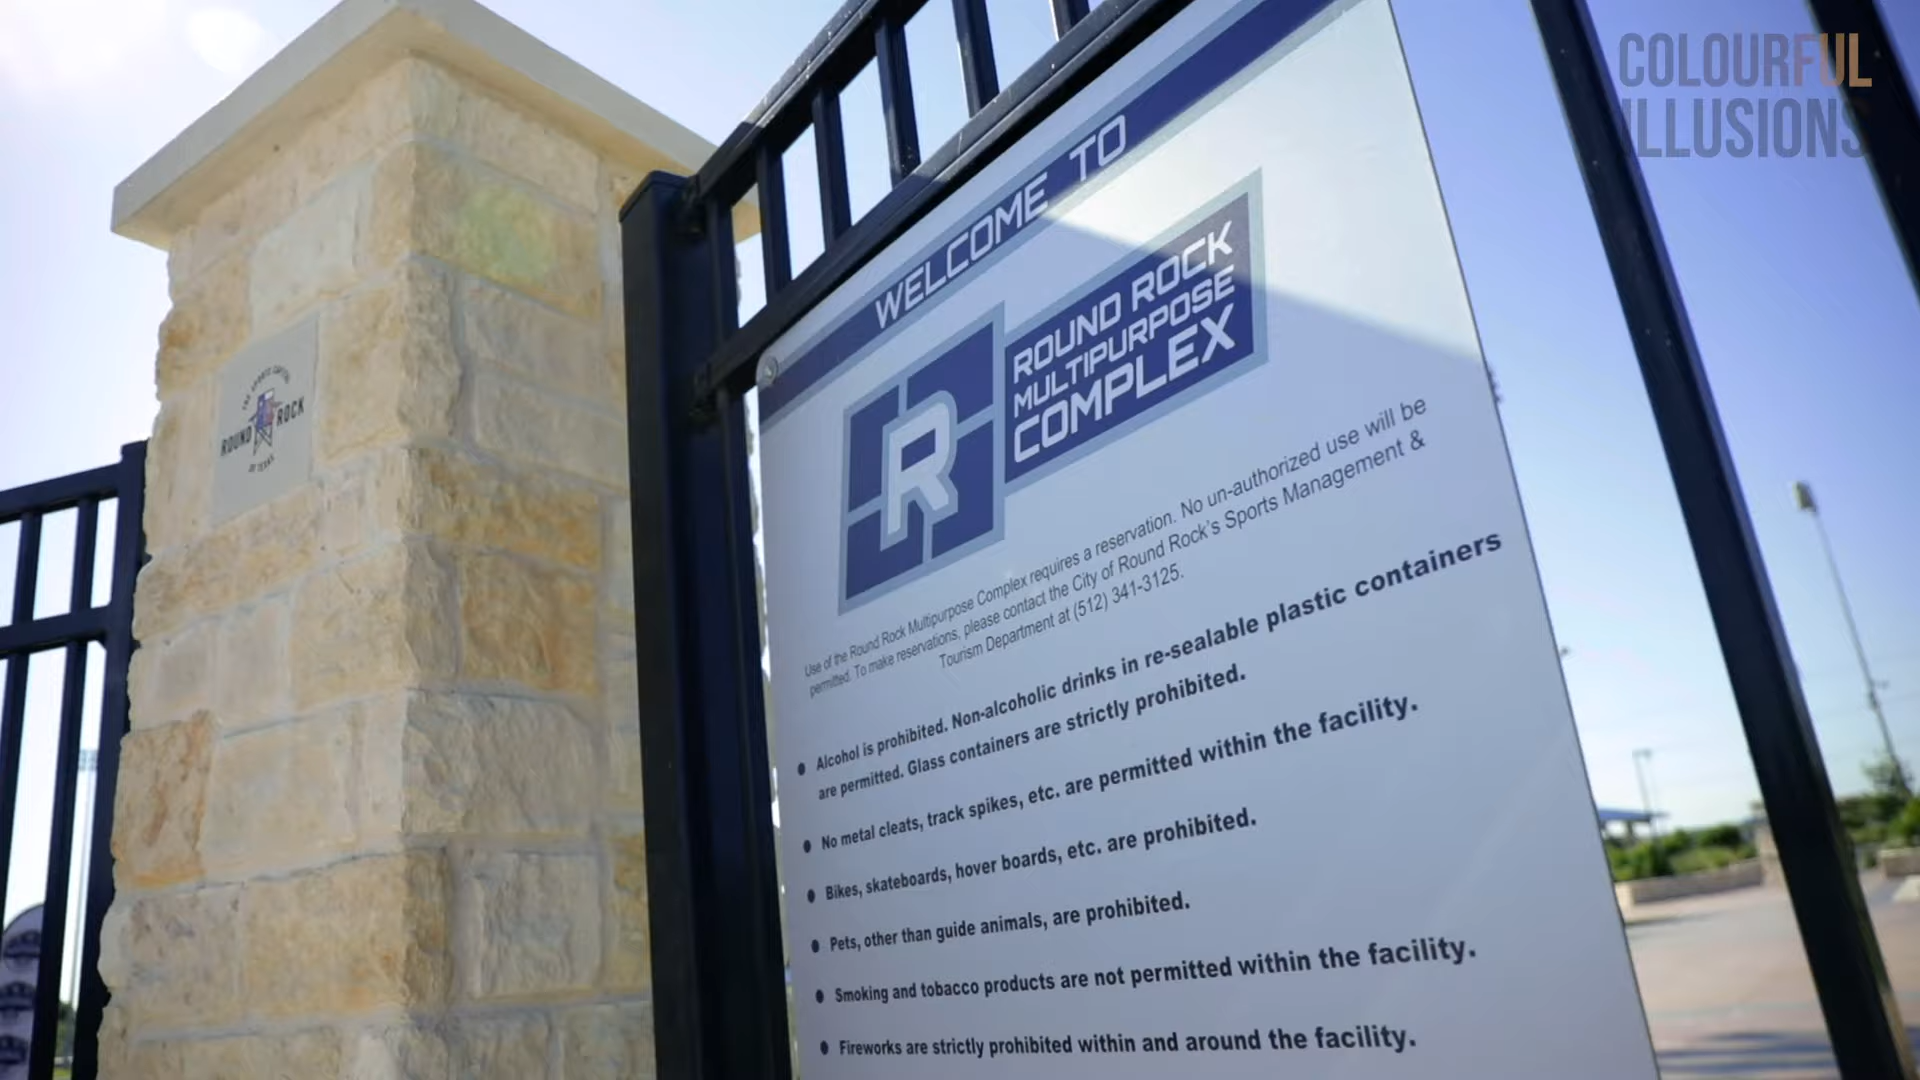 COLOURFUL
ILLUSIONS
WELCOME TO
R
ROUND ROCK
MULTIPURPOSE
COMPLEX
Use of the Round Rock Multipurpose Complex requires a reservation. No un-authorized use will be
permitted. To make reservations, please contact the City of Round Rock's Sports Management &
Tourism Department at (512) 341-3125.
• Alcohol is prohibited. Non-alcoholic drinks in re-sealable plastic containers
are permitted. Glass containers are strictly prohibited.
• No metal cleats, track spikes, etc. are permitted within the facility.
• Bikes, skateboards, hover boards, etc. are prohibited.
• Pets, other than guide animals, are prohibited.
• Smoking and tobacco products are not permitted within the facility.
• Fireworks are strictly prohibited within and around the facility.
THE SPORTS CAPITAL
ROUND ROCK
OF TEXAS